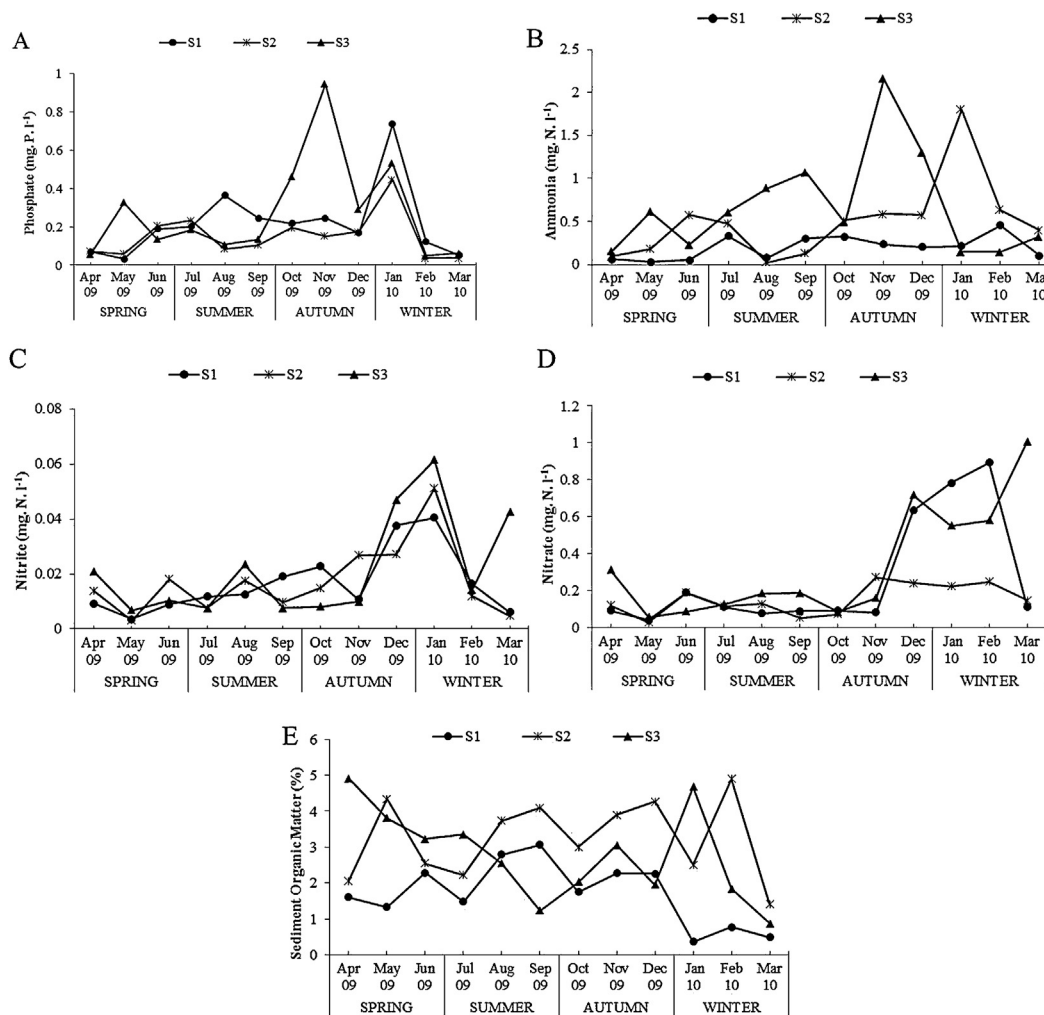 A
S1 S2 S3
Phosphate (mg. P. l-1)
1
0.8
0.6
0.4
0.2
0
Apr May Jun Jul Aug Sep Oct Nov Dec Jan Feb Mar
09 09 09 09 09 09 09 09 09 10 10 10
SPRING SUMMER AUTUMN WINTER
B
S1 S2 S3
Ammonia (mg. N. l-1)
2.5
2
1.5
1
0.5
0
Apr May Jun Jul Aug Sep Oct Nov Dec Jan Feb Mar
09 09 09 09 09 09 09 09 09 10 10 10
SPRING SUMMER AUTUMN WINTER
C
S1 S2 S3
Nitrite (mg. N. l-1)
0.08
0.06
0.04
0.02
0
Apr May Jun Jul Aug Sep Oct Nov Dec Jan Feb Mar
09 09 09 09 09 09 09 09 09 10 10 10
SPRING SUMMER AUTUMN WINTER
D
S1 S2 S3
Nitrate (mg. N. l-1)
1.2
1
0.8
0.6
0.4
0.2
0
Apr May Jun Jul Aug Sep Oct Nov Dec Jan Feb Mar
09 09 09 09 09 09 09 09 09 10 10 10
SPRING SUMMER AUTUMN WINTER
E
S1 S2 S3
Sediment Organic Matter (%)
6
5
4
3
2
1
0
Apr May Jun Jul Aug Sep Oct Nov Dec Jan Feb Mar
09 09 09 09 09 09 09 09 09 10 10 10
SPRING SUMMER AUTUMN WINTER